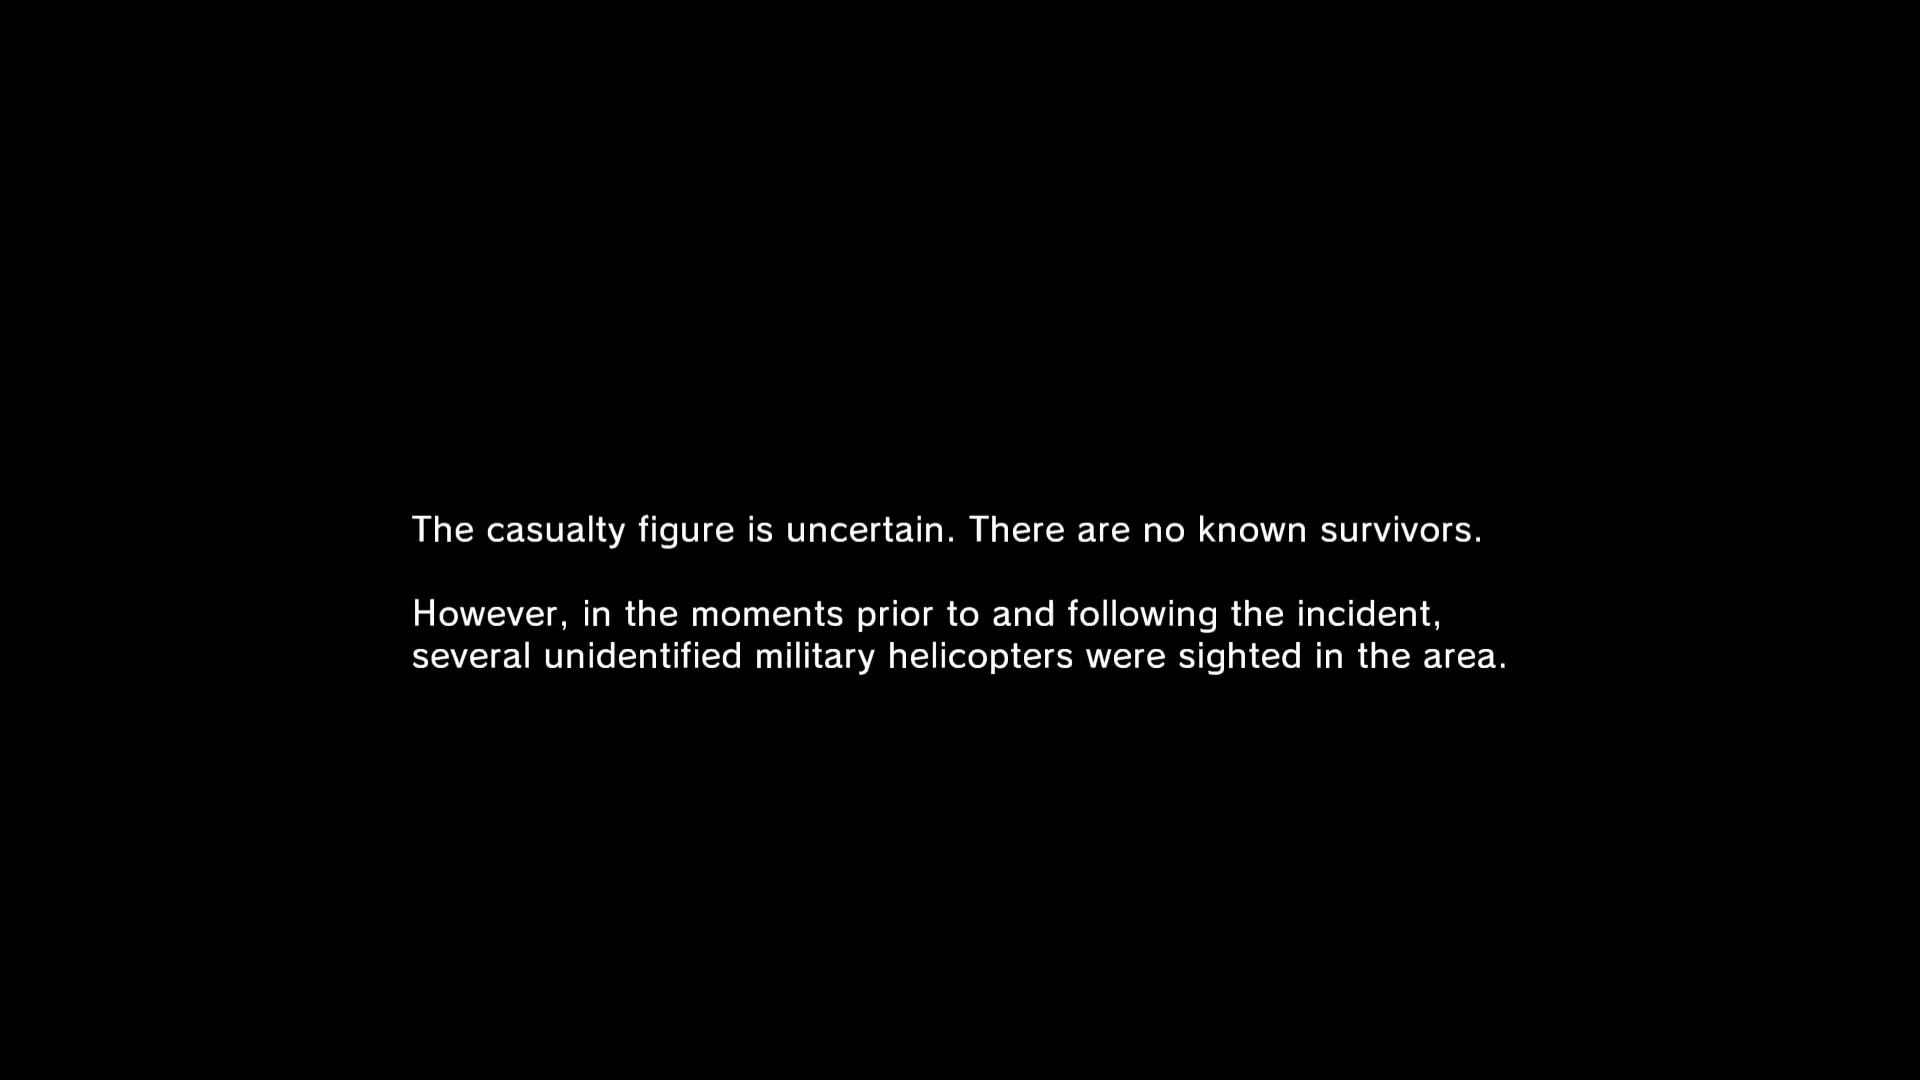 The casualty figure is uncertain. There are no known survivors.
However, in the moments prior to and following the incident,
several unidentified military helicopters were sighted in the area.